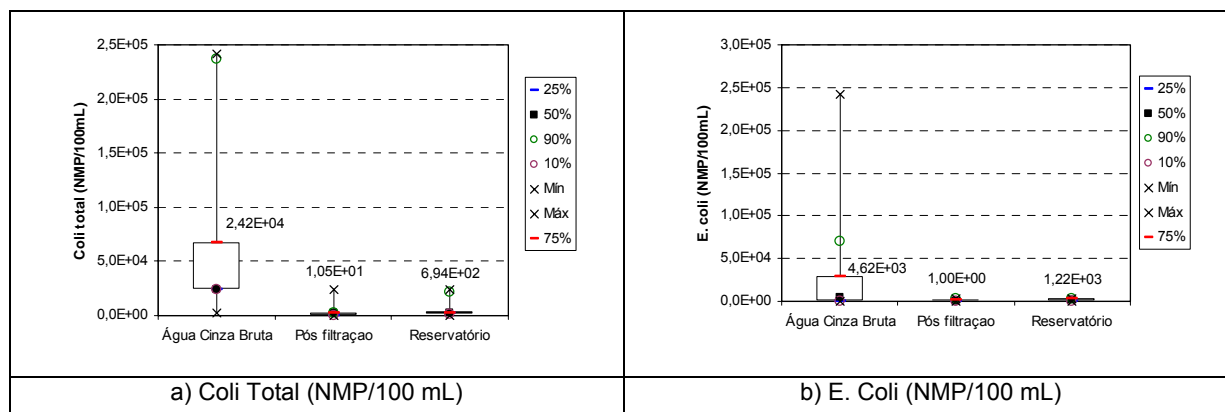 2,5E+05
2,0E+05
1,5E+05
1,0E+05
5,0E+04
0,0E+00
Coli total (NMP/100mL)
2,42E+04
1,05E+01
6,94E+02
Água Cinza Bruta
Pós filtraçao
Reservatório
25%
50%
90%
10%
Mín
Máx
75%
3,0E+05
2,5E+05
2,0E+05
1,5E+05
1,0E+05
5,0E+04
0,0E+00
E. coli (NMP/100mL)
4,62E+03
1,00E+00
1,22E+03
Água Cinza Bruta
Pós filtraçao
Reservatório
25%
50%
90%
10%
Mín
Máx
75%
a) Coli Total (NMP/100 mL)
b) E. Coli (NMP/100 mL)